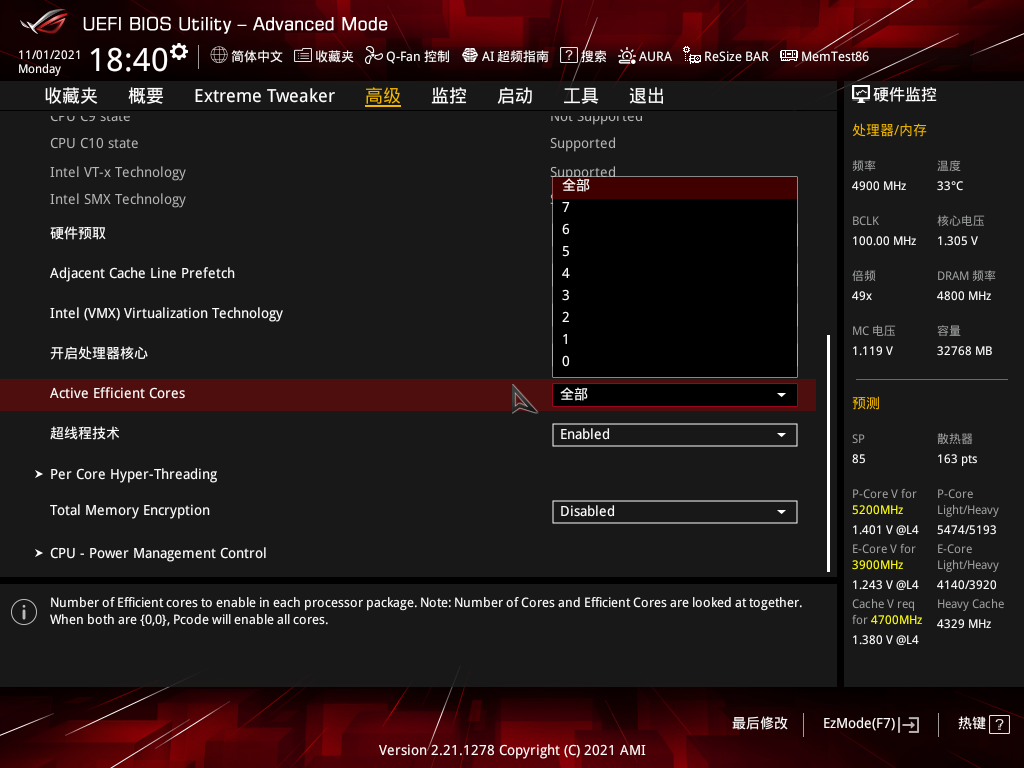 UEFI BIOS Utility – Advanced Mode
11/01/2021
Monday
18:40
简体中文
收藏夹
Q-Fan 控制
AI 超频指南
?
搜索
AURA
ReSize BAR
MemTest86
收藏夹
概要
Extreme Tweaker
高级
监控
启动
工具
退出
CPU C9 state
Not Supported
CPU C10 state
Supported
Intel VT-x Technology
Supported
Intel SMX Technology
硬件预取
Adjacent Cache Line Prefetch
Intel (VMX) Virtualization Technology
开启处理器核心
全部
7
6
5
4
3
2
1
0
Active Efficient Cores
全部
超线程技术
Enabled
Per Core Hyper-Threading
Total Memory Encryption
Disabled
CPU - Power Management Control
Number of Efficient cores to enable in each processor package. Note: Number of Cores and Efficient Cores are looked at together.
When both are {0,0}, Pcode will enable all cores.
硬件监控
处理器/内存
频率
温度
4900 MHz
33°C
BCLK
核心电压
100.00 MHz
1.305 V
倍频
DRAM 频率
49x
4800 MHz
MC 电压
容量
1.119 V
32768 MB
预测
SP
散热器
85
163 pts
P-Core V for
5200MHz
P-Core
Light/Heavy
1.401 V @L4
5474/5193
E-Core V for
3900MHz
E-Core
Light/Heavy
1.243 V @L4
4140/3920
Cache V req
for 4700MHz
Heavy Cache
4329 MHz
1.380 V @L4
最后修改
EzMode(F7)
热键
?
Version 2.21.1278 Copyright (C) 2021 AMI